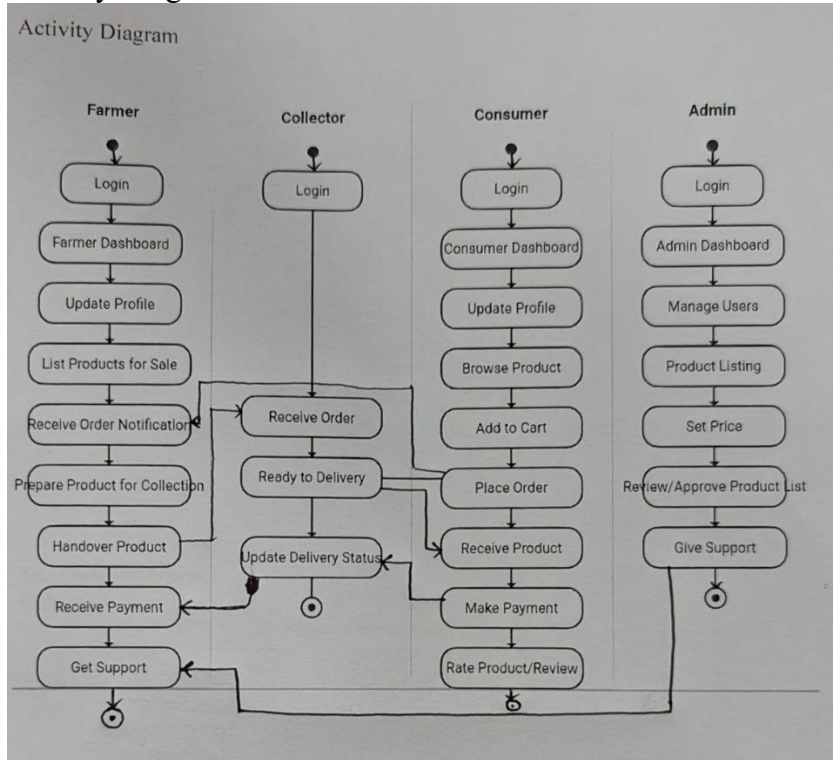 Activity Diagram
Farmer
Collector
Consumer
Admin
Login
Login
Login
Login
Farmer Dashboard
Consumer Dashboard
Admin Dashboard
Update Profile
Update Profile
Manage Users
List Products for Sale
Browse Product
Product Listing
Receive Order Notification
Receive Order
Add to Cart
Set Price
Prepare Product for Collection
Ready to Delivery
Place Order
Review/Approve Product List
Handover Product
Update Delivery Status
Receive Product
Give Support
Receive Payment
Make Payment
Get Support
Rate Product/Review